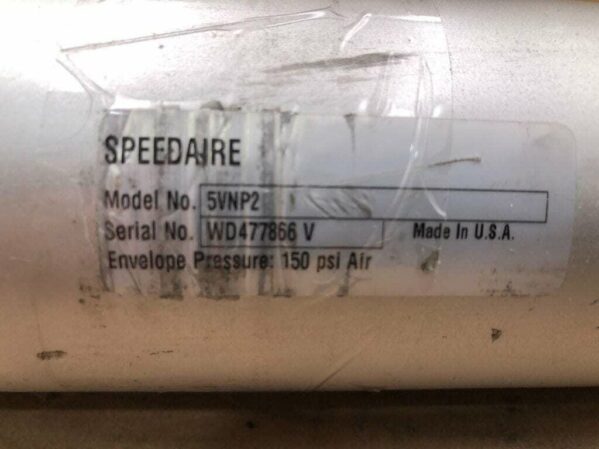 SPEEDAIRE
Model No. 5VNP2
Serial No. WD477866 V Made In U.S.A.
Envelope Pressure: 150 psi Air